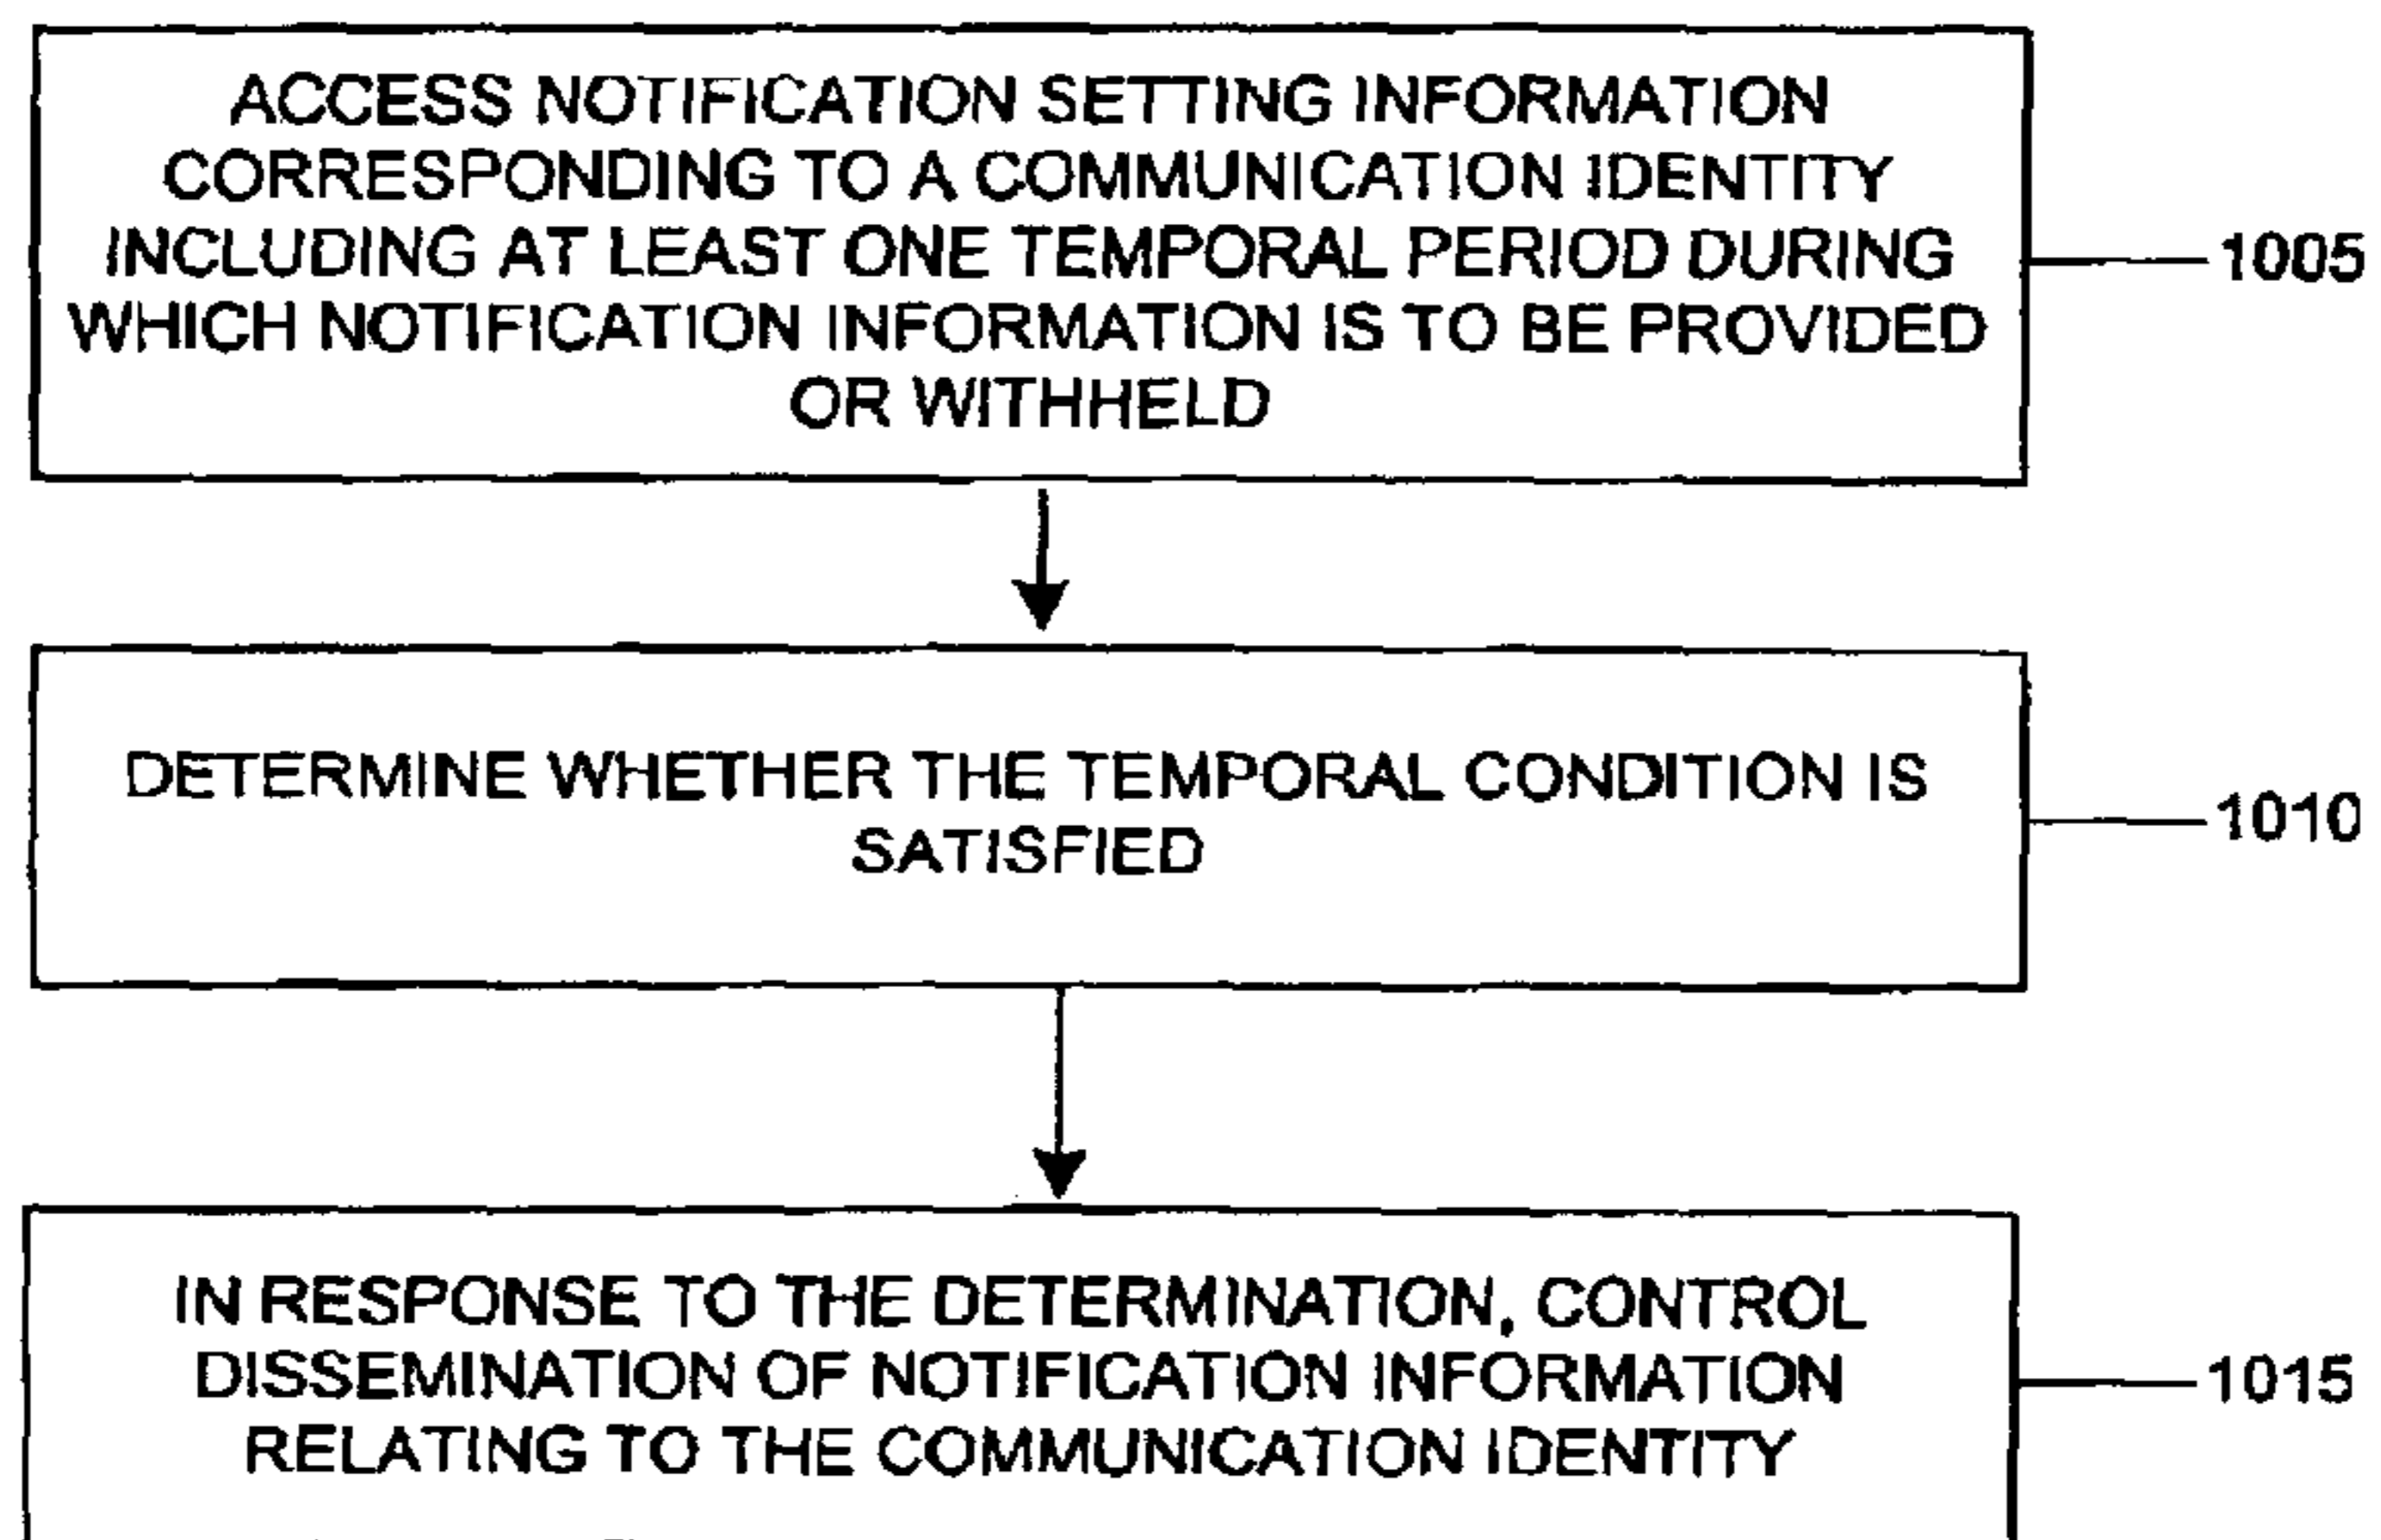 ACCESS NOTIFICATION SETTING INFORMATION
CORRESPONDING TO A COMMUNICATION IDENTITY
INCLUDING AT LEAST ONE TEMPORAL PERIOD DURING
WHICH NOTIFICATION INFORMATION IS TO BE PROVIDED
OR WITHHELD
1005
DETERMINE WHETHER THE TEMPORAL CONDITION IS
SATISFIED
1010
IN RESPONSE TO THE DETERMINATION, CONTROL
DISSEMINATION OF NOTIFICATION INFORMATION
RELATING TO THE COMMUNICATION IDENTITY
1015